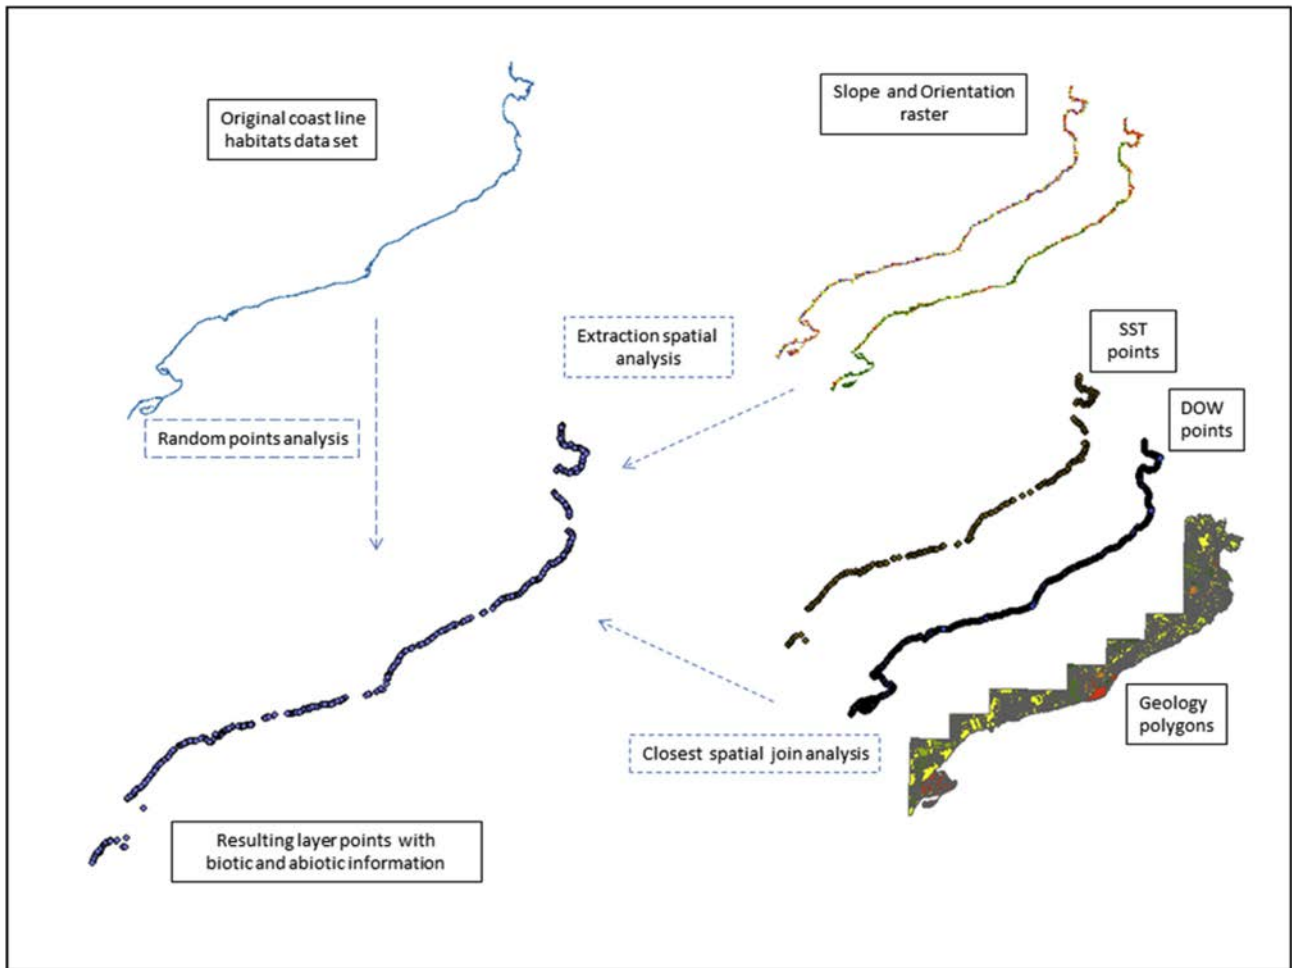 Original coast line
habitats data set
Slope and Orientation
raster
Extraction spatial
analysis
SST
points
DOW
points
Random points analysis
Geology
polygons
Closest spatial join analysis
Resulting layer points with
biotic and abiotic information